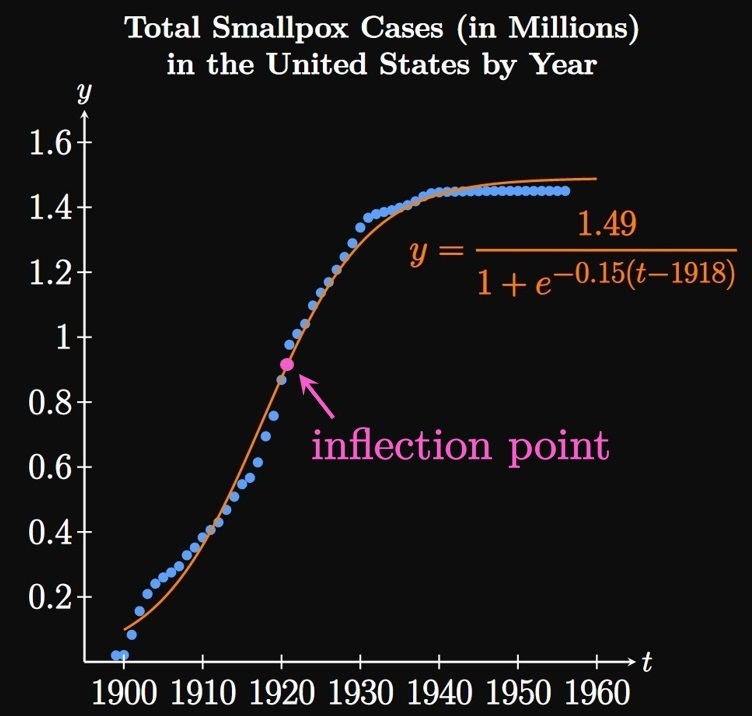 Total Smallpox Cases (in Millions)
in the United States by Year
y
1.6
1.4
1.2
1
0.8
0.6
0.4
0.2
y = 1.49 / 1 + e^−0.15(t−1918)
inflection point
t
1900 1910 1920 1930 1940 1950 1960